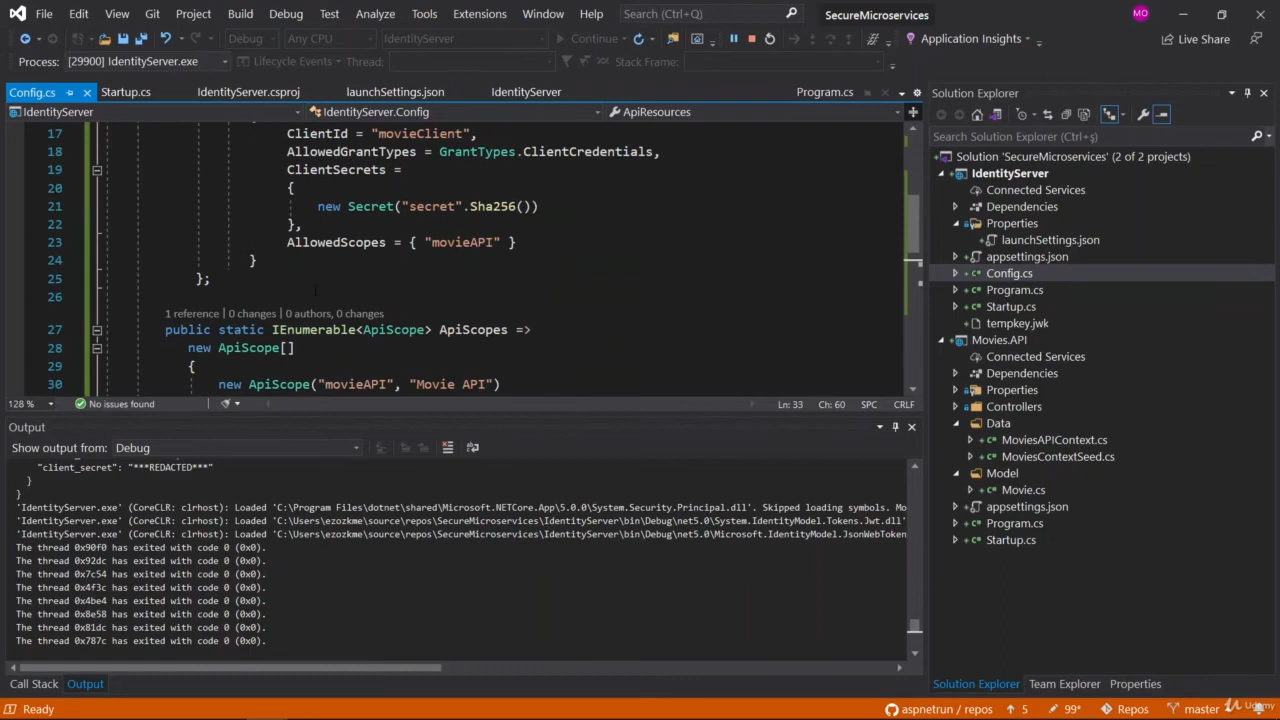 File Edit View Git Project Build Debug Test Analyze Tools Extensions Window Help Search (Ctrl+Q) SecureMicroservices MO
Debug Any CPU IdentityServer Continue Application Insights Live Share
Process: [29900] IdentityServer.exe Lifecycle Events Thread: Stack Frame:
Config.cs Startup.cs IdentityServer.csproj launchSettings.json IdentityServer Program.cs
IdentityServer IdentityServer.Config ApiResources
17 ClientId = "movieClient",
18 AllowedGrantTypes = GrantTypes.ClientCredentials,
19 ClientSecrets =
20 {
21 new Secret("secret".Sha256())
22 },
23 AllowedScopes = { "movieAPI" }
24 }
25 };
26
1 reference | 0 changes | 0 authors, 0 changes
27 public static IEnumerable<ApiScope> ApiScopes =>
28 new ApiScope[]
29 {
30 new ApiScope("movieAPI", "Movie API")
128 % No issues found Ln: 33 Ch: 60 SPC CRLF
Output
Show output from: Debug
"client_secret": "***REDACTED***"
}
}
'IdentityServer.exe' (CoreCLR: clrhost): Loaded 'C:\Program Files\dotnet\shared\Microsoft.NETCore.App\5.0.0\System.Security.Principal.dll'. Skipped loading symbols. Mo
'IdentityServer.exe' (CoreCLR: clrhost): Loaded 'C:\Users\ezozkme\source\repos\SecureMicroservices\IdentityServer\bin\Debug\net5.0\System.IdentityModel.Tokens.Jwt.dll'
'IdentityServer.exe' (CoreCLR: clrhost): Loaded 'C:\Users\ezozkme\source\repos\SecureMicroservices\IdentityServer\bin\Debug\net5.0\Microsoft.IdentityModel.JsonWebToken
The thread 0x90f0 has exited with code 0 (0x0).
The thread 0x92dc has exited with code 0 (0x0).
The thread 0x7c54 has exited with code 0 (0x0).
The thread 0x4f3c has exited with code 0 (0x0).
The thread 0x4be4 has exited with code 0 (0x0).
The thread 0x8e58 has exited with code 0 (0x0).
The thread 0x81dc has exited with code 0 (0x0).
The thread 0x787c has exited with code 0 (0x0).
Call Stack Output
Solution Explorer
Search Solution Explorer (Ctrl+ş)
Solution 'SecureMicroservices' (2 of 2 projects)
IdentityServer
Connected Services
Dependencies
Properties
launchSettings.json
appsettings.json
Config.cs
Program.cs
Startup.cs
tempkey.jwk
Movies.API
Connected Services
Dependencies
Properties
Controllers
Data
MoviesAPIContext.cs
MoviesContextSeed.cs
Model
Movie.cs
appsettings.json
Program.cs
Startup.cs
Solution Explorer Team Explorer Properties
Ready aspnetrun / repos 5 99* Repos master
Udemy